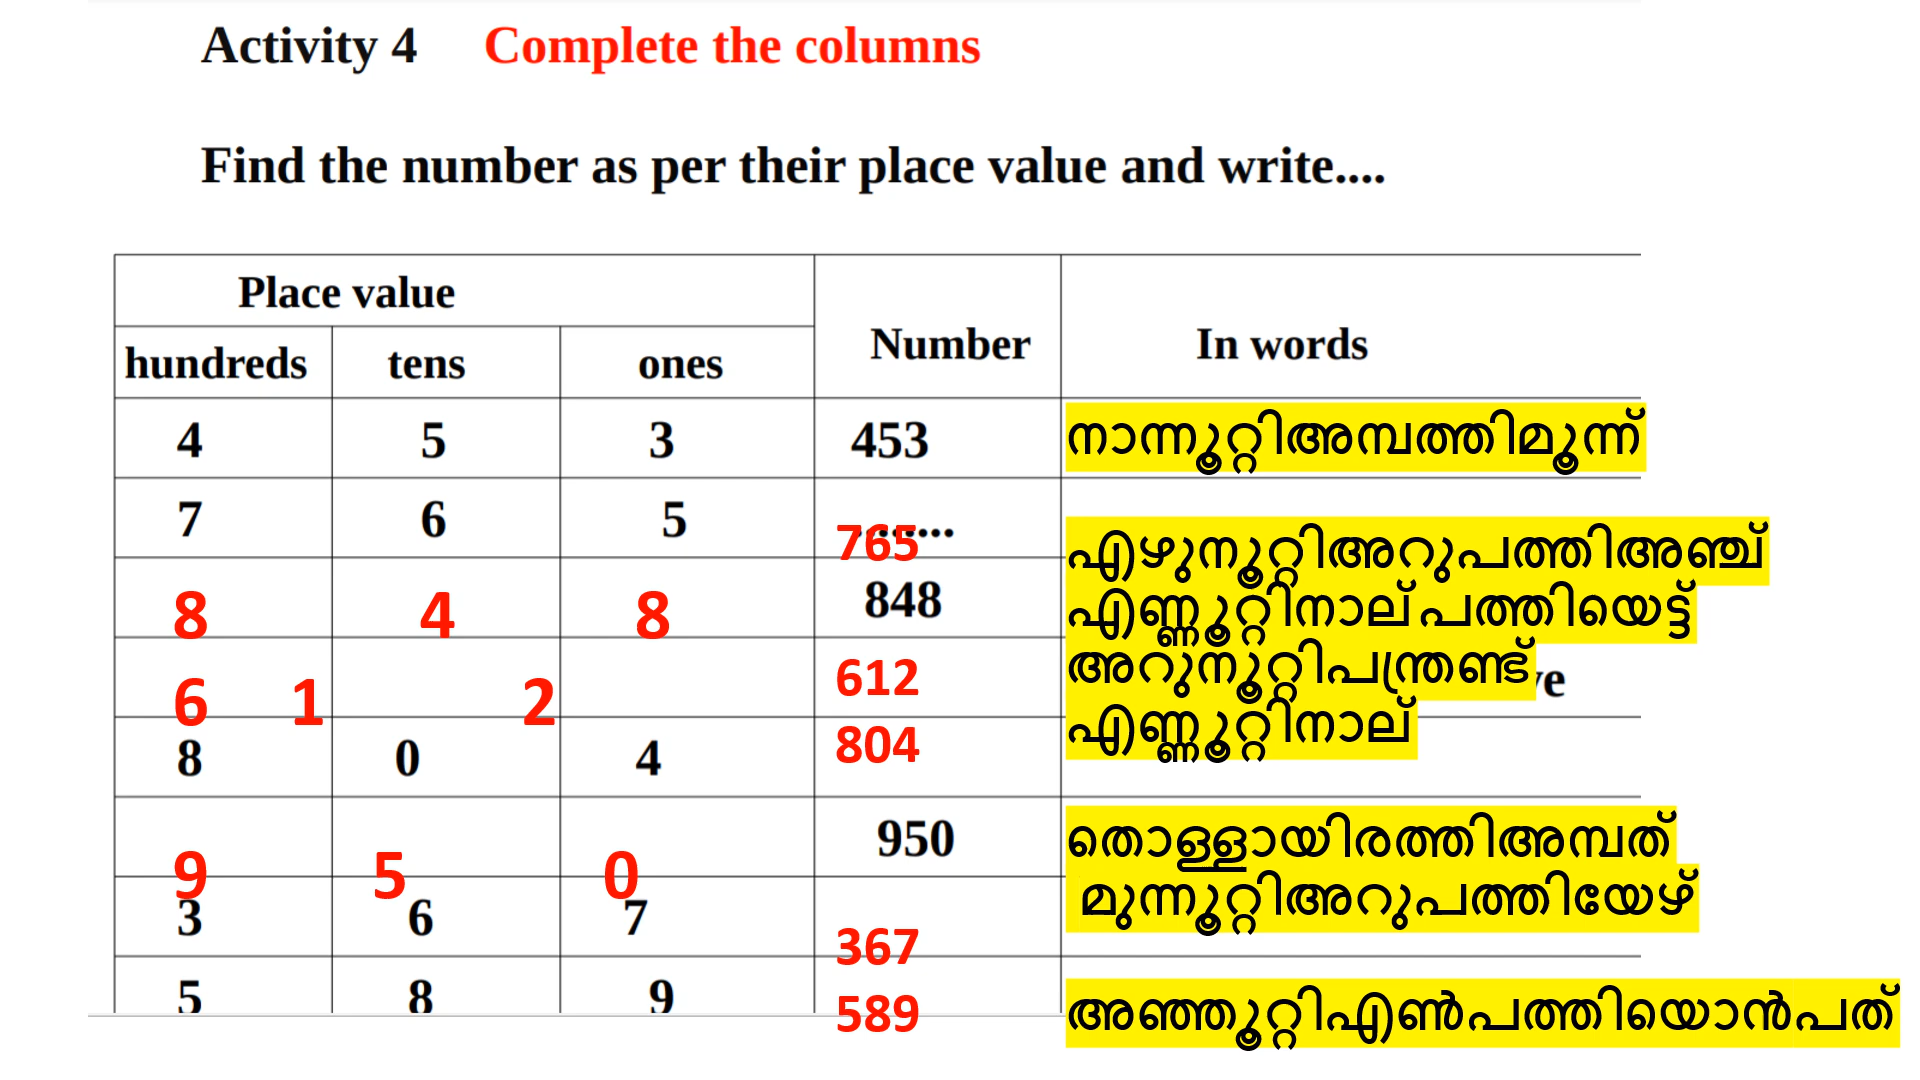 Activity 4 Complete the columns
Find the number as per their place value and write....
Place value
Number In words
hundreds tens ones
4 5 3 453 നാന്നൂറ്റിഅമ്പത്തിമൂന്ന്
7 6 5 765 ....... എഴുനൂറ്റിഅറുപത്തിഅഞ്ച്
8 4 8 848 എണ്ണൂറ്റിനാല്പത്തിയെട്ട്
6 1 2 612 അറുനൂറ്റിപന്ത്രണ്ട്
8 0 4 804 എണ്ണൂറ്റിനാല്
9 5 0 950 തൊള്ളായിരത്തിഅമ്പത്
3 6 7 367 മുന്നൂറ്റിഅറുപത്തിയേഴ്
5 8 9 589 അഞ്ഞൂറ്റിഎൺപത്തിയൊൻപത്